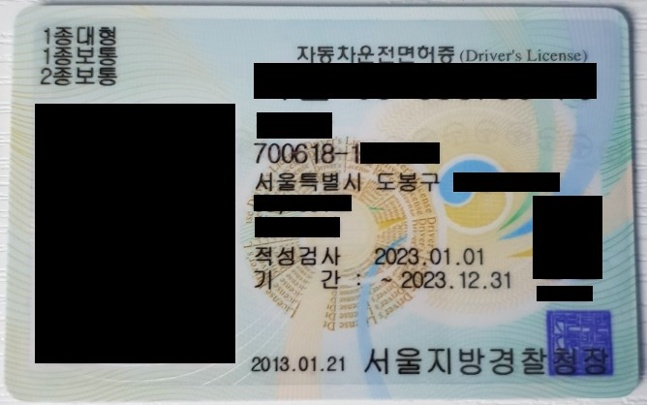 1종대형
1종보통
2종보통
자동차운전면허증 (Driver's License)
700618-1
서울특별시 도봉구
적성검사 2023.01.01
기 간 : ~ 2023.12.31
2013.01.21 서울지방경찰청장